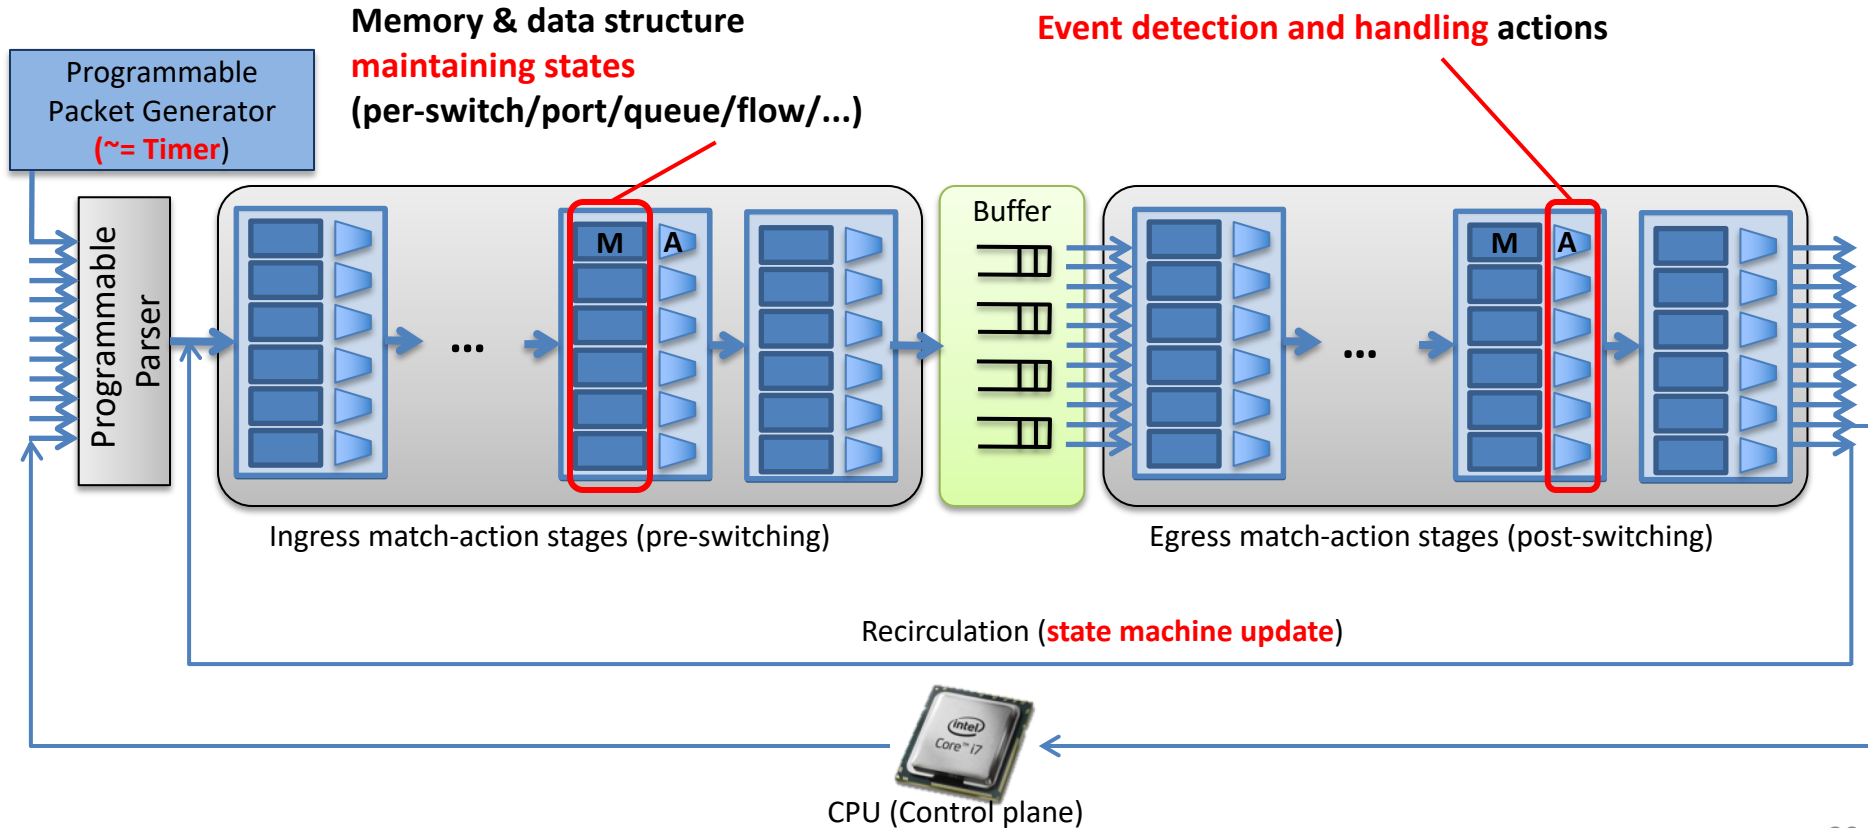 Memory & data structure
maintaining states
(per-switch/port/queue/flow/...)
Event detection and handling actions
Programmable
Packet Generator
(~= Timer)
Programmable
Parser
M A
...
Buffer
M A
...
Ingress match-action stages (pre-switching)
Egress match-action stages (post-switching)
Recirculation (state machine update)
intel
Core™ i7
CPU (Control plane)